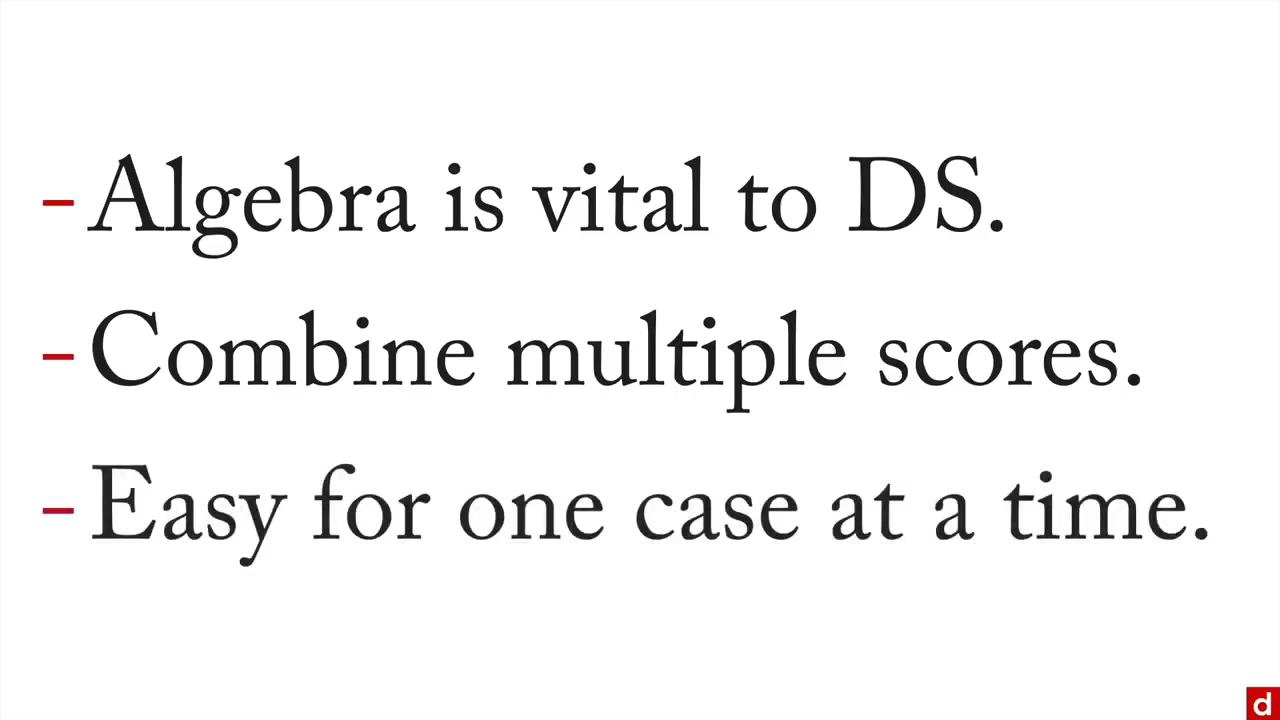 – Algebra is vital to DS.
– Combine multiple scores.
– Easy for one case at a time.
d